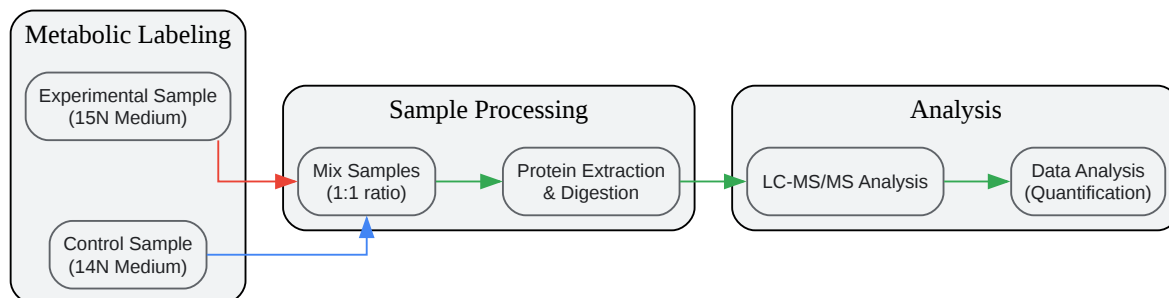 Metabolic Labeling
Experimental Sample
(15N Medium)
Control Sample
(14N Medium)
Sample Processing
Mix Samples
(1:1 ratio)
Protein Extraction
& Digestion
Analysis
LC-MS/MS Analysis
Data Analysis
(Quantification)